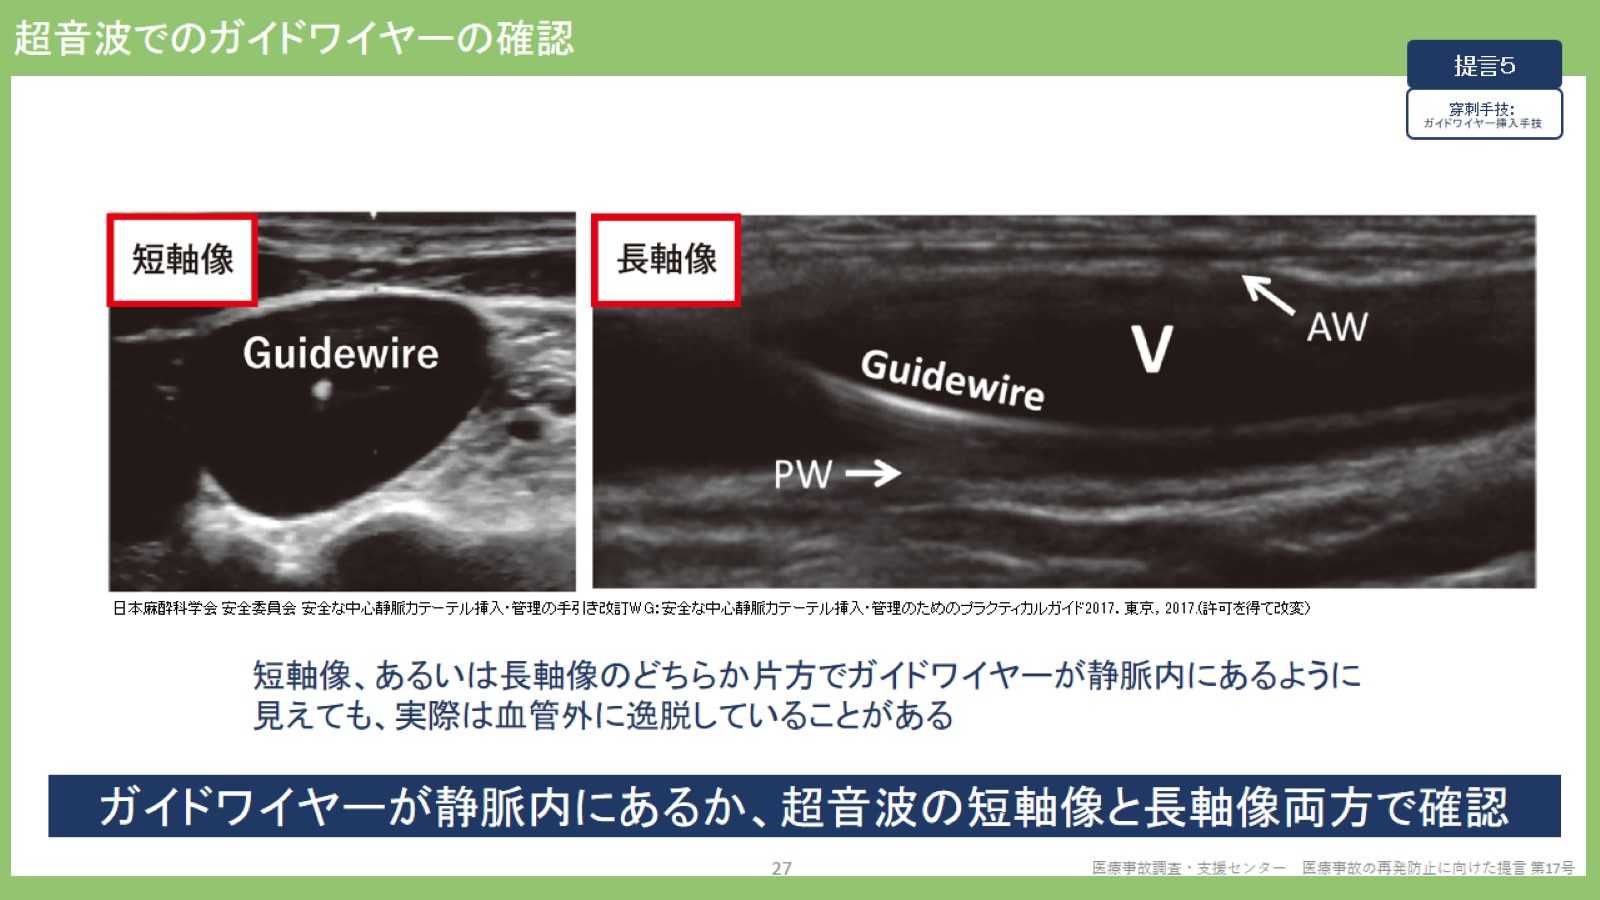 超音波でのガイドワイヤーの確認
提言5
穿刺手技:
ガイドワイヤー挿入手技
短軸像
Guidewire
長軸像
Guidewire
V
AW
PW
日本麻酔科学会 安全委員会 安全な中心静脈カテーテル挿入・管理の手引き改訂WG:安全な中心静脈カテーテル挿入・管理のためのプラクティカルガイド2017. 東京, 2017.(許可を得て改変)
短軸像、あるいは長軸像のどちらか片方でガイドワイヤーが静脈内にあるように
見えても、実際は血管外に逸脱していることがある
ガイドワイヤーが静脈内にあるか、超音波の短軸像と長軸像両方で確認
27
医療事故調査・支援センター 医療事故の再発防止に向けた提言 第17号